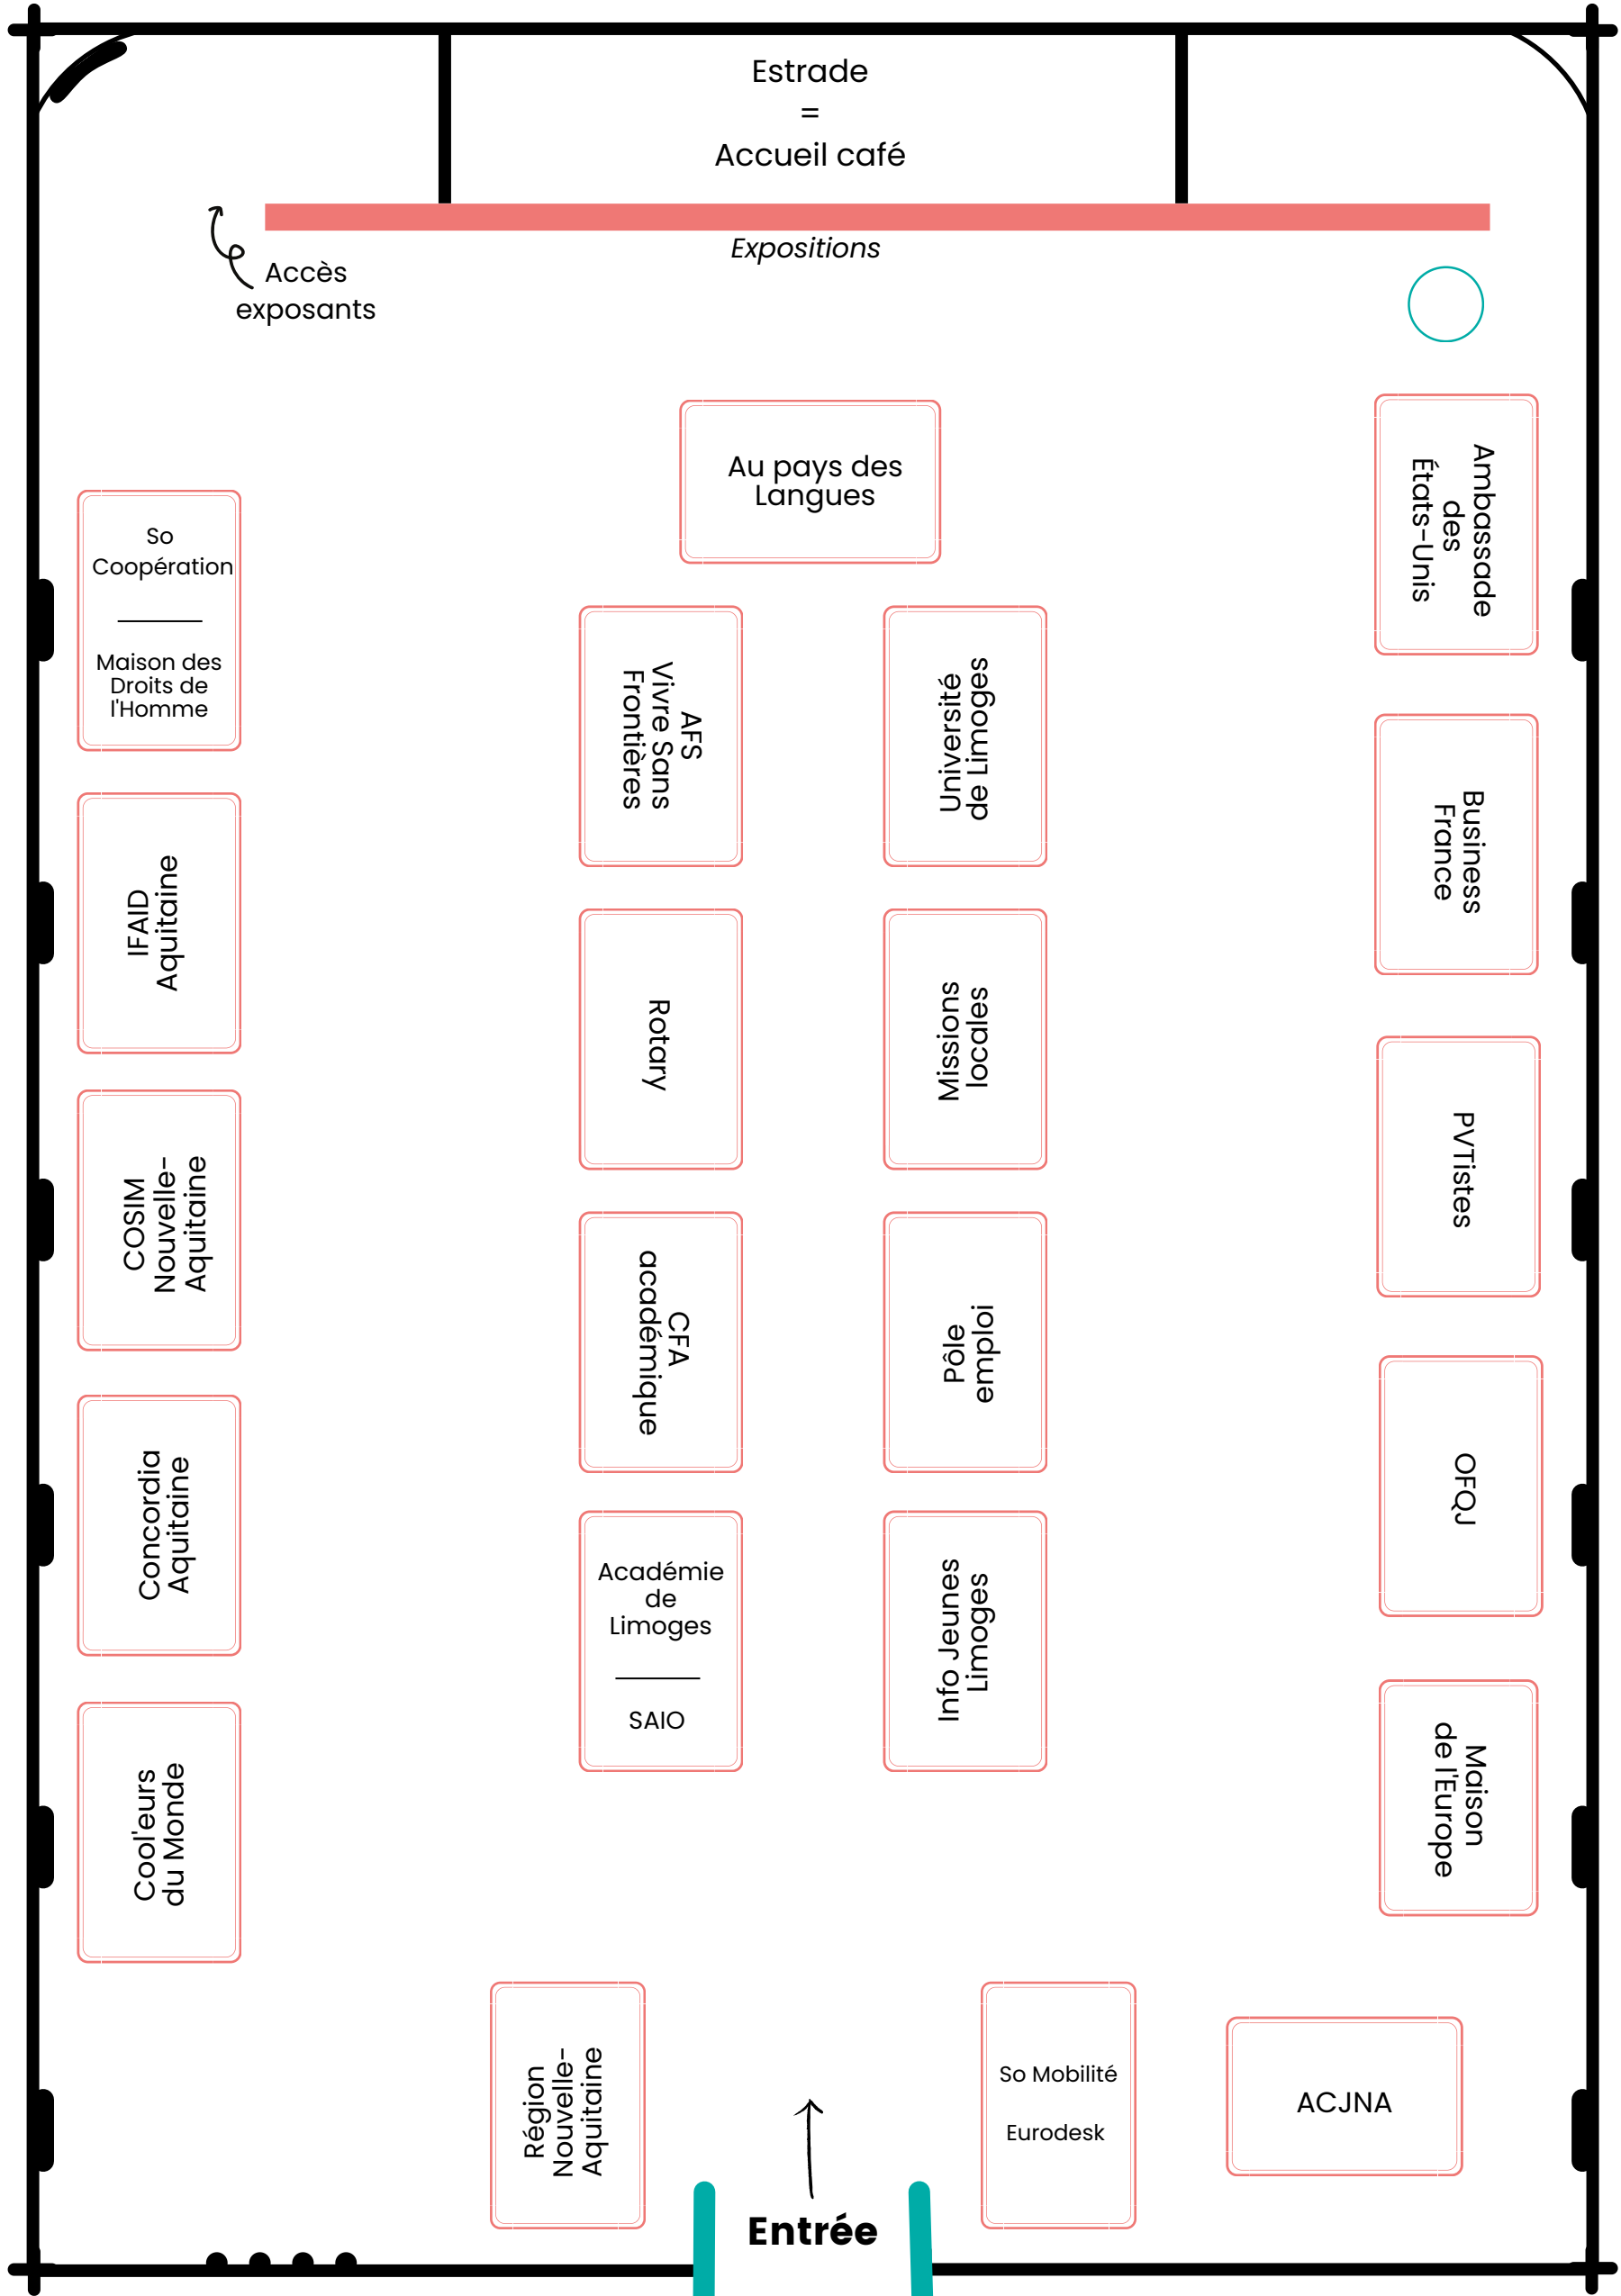 Estrade
=
Accueil café
Expositions
Accès
exposants
Au pays des
Langues
Ambassade
des
États-Unis
So
Coopération
Maison des
Droits de
l'Homme
AFS
Vivre Sans
Frontières
Université
de Limoges
Business
France
IFAID
Aquitaine
Rotary
Missions
locales
PVTistes
COSIM
Nouvelle-
Aquitaine
CFA
académique
Pôle
emploi
OFQJ
Concordia
Aquitaine
Académie
de
Limoges
SAIO
Info Jeunes
Limoges
Maison
de l'Europe
Cool'eurs
du Monde
Région
Nouvelle-
Aquitaine
So Mobilité
Eurodesk
ACJNA
Entrée